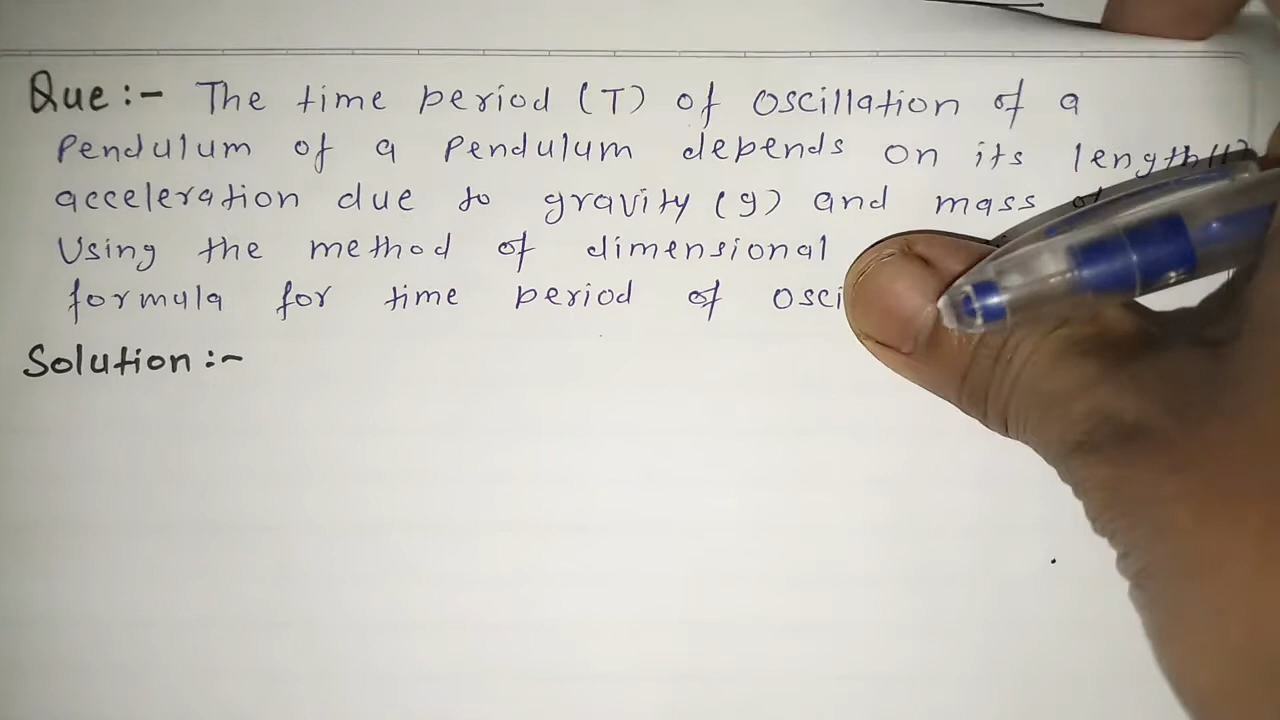 Que:- The time period (T) of oscillation of a
Pendulum of a pendulum depends on its length (l)
acceleration due to gravity (g) and mass of
Using the method of dimensional
formula for time period of
Solution:-